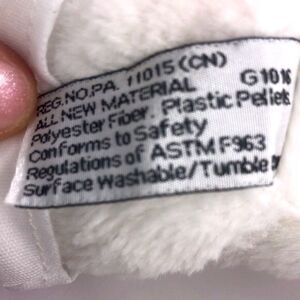 REG.NO.PA. 11015(CN) G1016
ALL NEW MATERIAL
Polyester Fiber. Plastic Pellets
Conforms to Safety
Regulations of ASTM F963
Surface Washable/Tumble